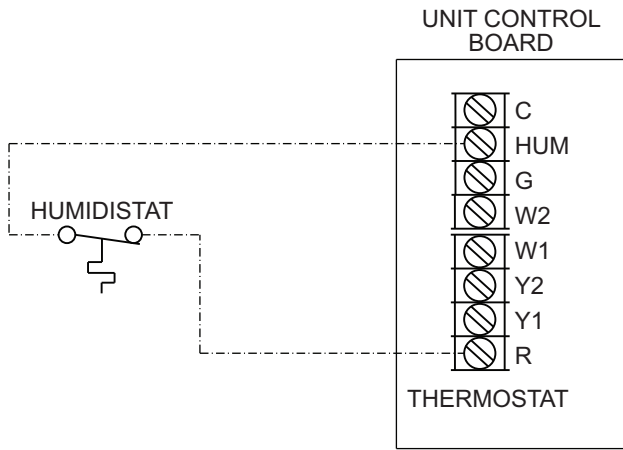 UNIT CONTROL
BOARD
C
HUM
G
W2
W1
Y2
Y1
R
HUMIDISTAT
THERMOSTAT